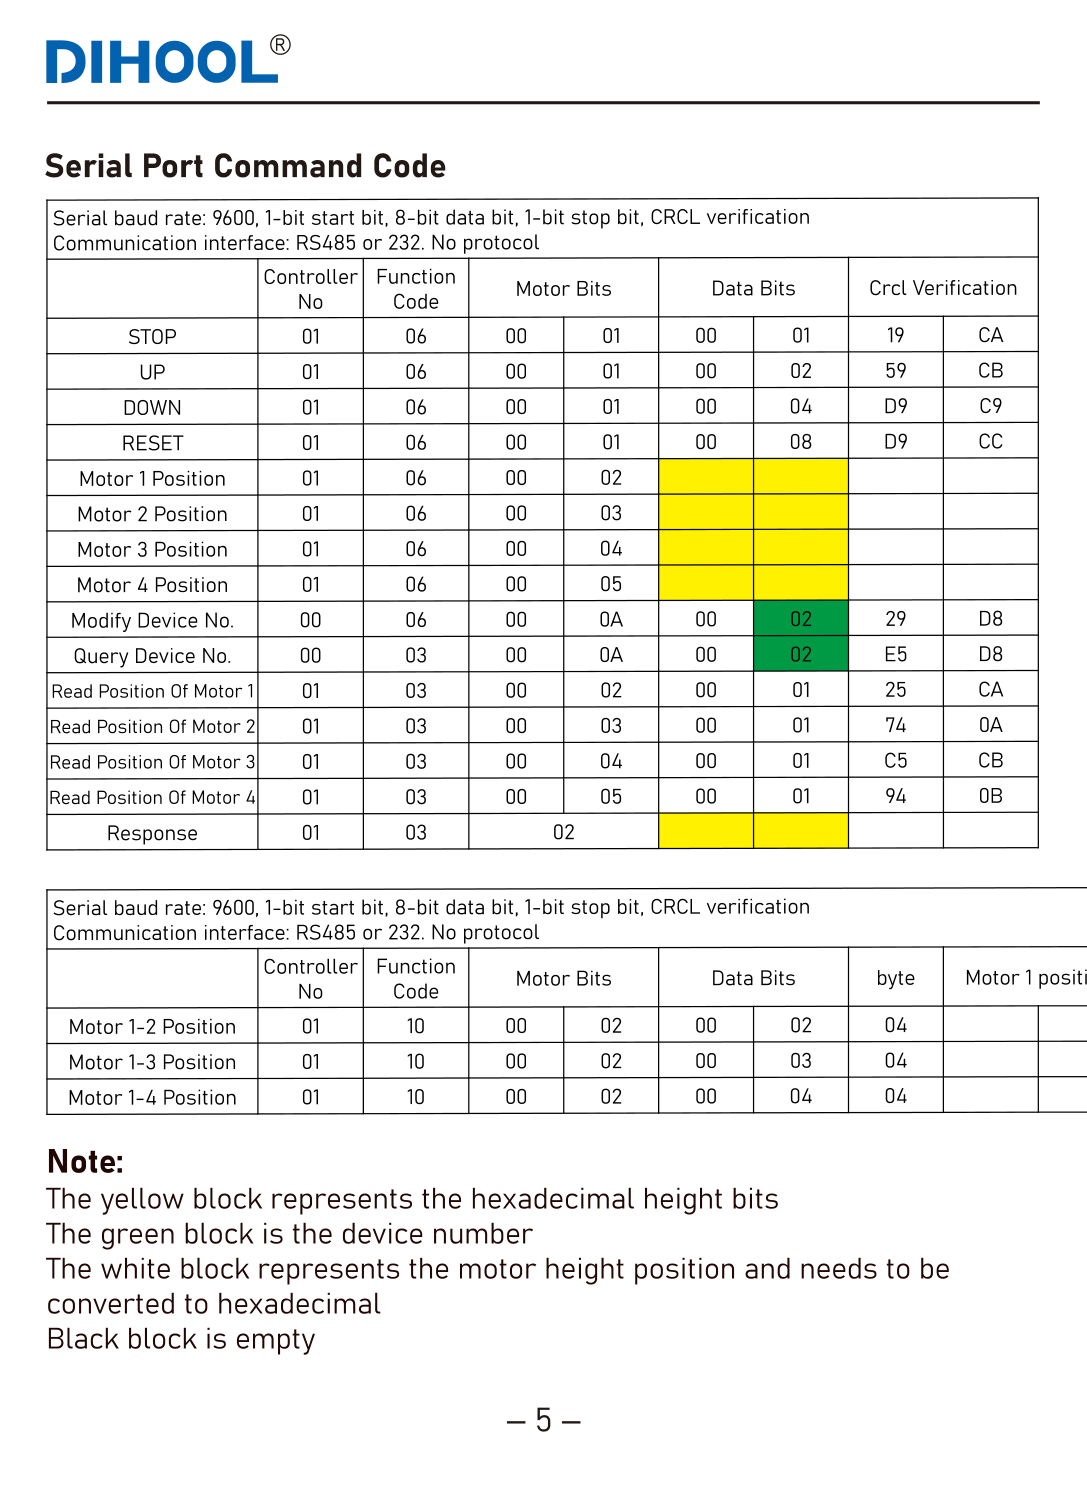 DIHOOL®
Serial Port Command Code
Serial baud rate: 9600, 1-bit start bit, 8-bit data bit, 1-bit stop bit, CRCL verification
Communication interface: RS485 or 232. No protocol
Controller No Function Code Motor Bits Data Bits Crcl Verification
STOP 01 06 00 01 00 01 19 CA
UP 01 06 00 01 00 02 59 CB
DOWN 01 06 00 01 00 04 D9 C9
RESET 01 06 00 01 00 08 D9 CC
Motor 1 Position 01 06 00 02
Motor 2 Position 01 06 00 03
Motor 3 Position 01 06 00 04
Motor 4 Position 01 06 00 05
Modify Device No. 00 06 00 0A 00 02 29 D8
Query Device No. 00 03 00 0A 00 02 E5 D8
Read Position Of Motor 1 01 03 00 02 00 01 25 CA
Read Position Of Motor 2 01 03 00 03 00 01 74 0A
Read Position Of Motor 3 01 03 00 04 00 01 C5 CB
Read Position Of Motor 4 01 03 00 05 00 01 94 0B
Response 01 03 02
Serial baud rate: 9600, 1-bit start bit, 8-bit data bit, 1-bit stop bit, CRCL verification
Communication interface: RS485 or 232. No protocol
Controller No Function Code Motor Bits Data Bits byte Motor 1 positi
Motor 1-2 Position 01 10 00 02 00 02 04
Motor 1-3 Position 01 10 00 02 00 03 04
Motor 1-4 Position 01 10 00 02 00 04 04
Note:
The yellow block represents the hexadecimal height bits
The green block is the device number
The white block represents the motor height position and needs to be
converted to hexadecimal
Black block is empty
– 5 –